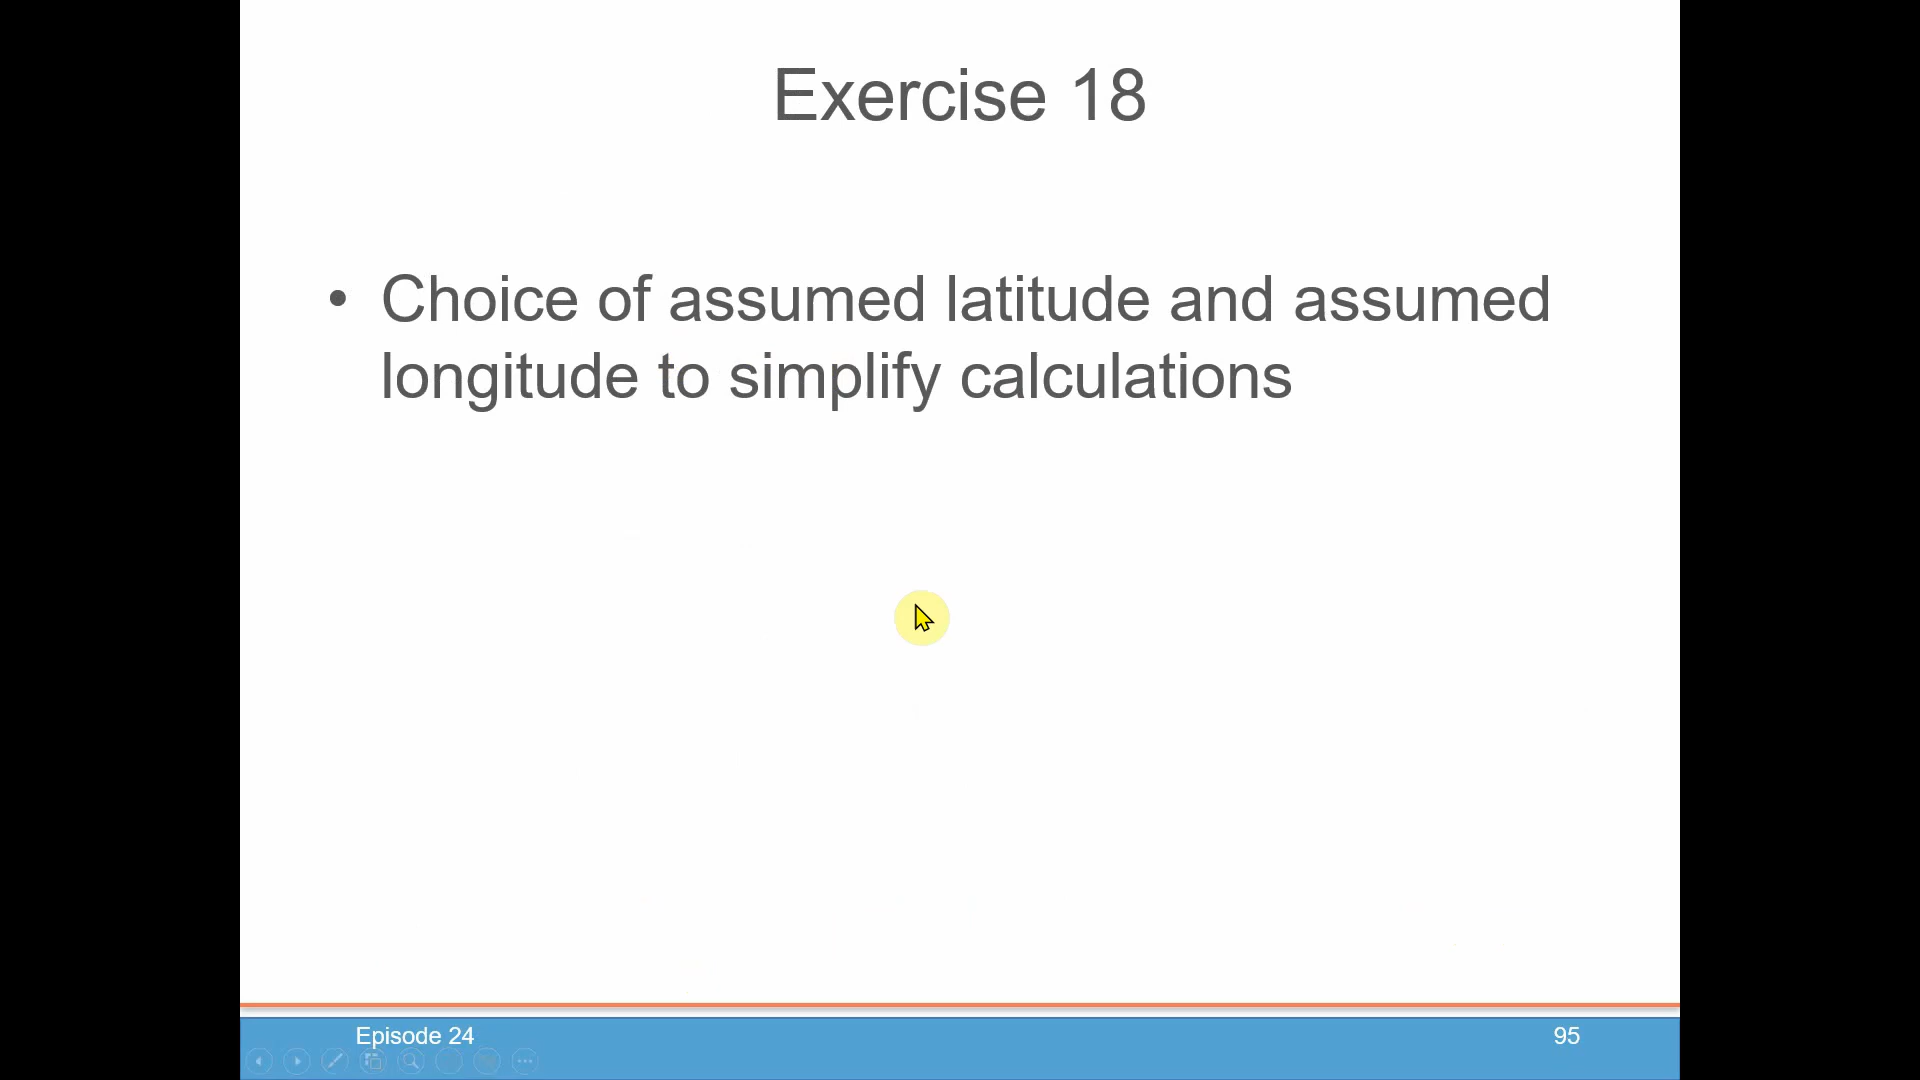 Exercise 18
• Choice of assumed latitude and assumed
longitude to simplify calculations
Episode 24
95